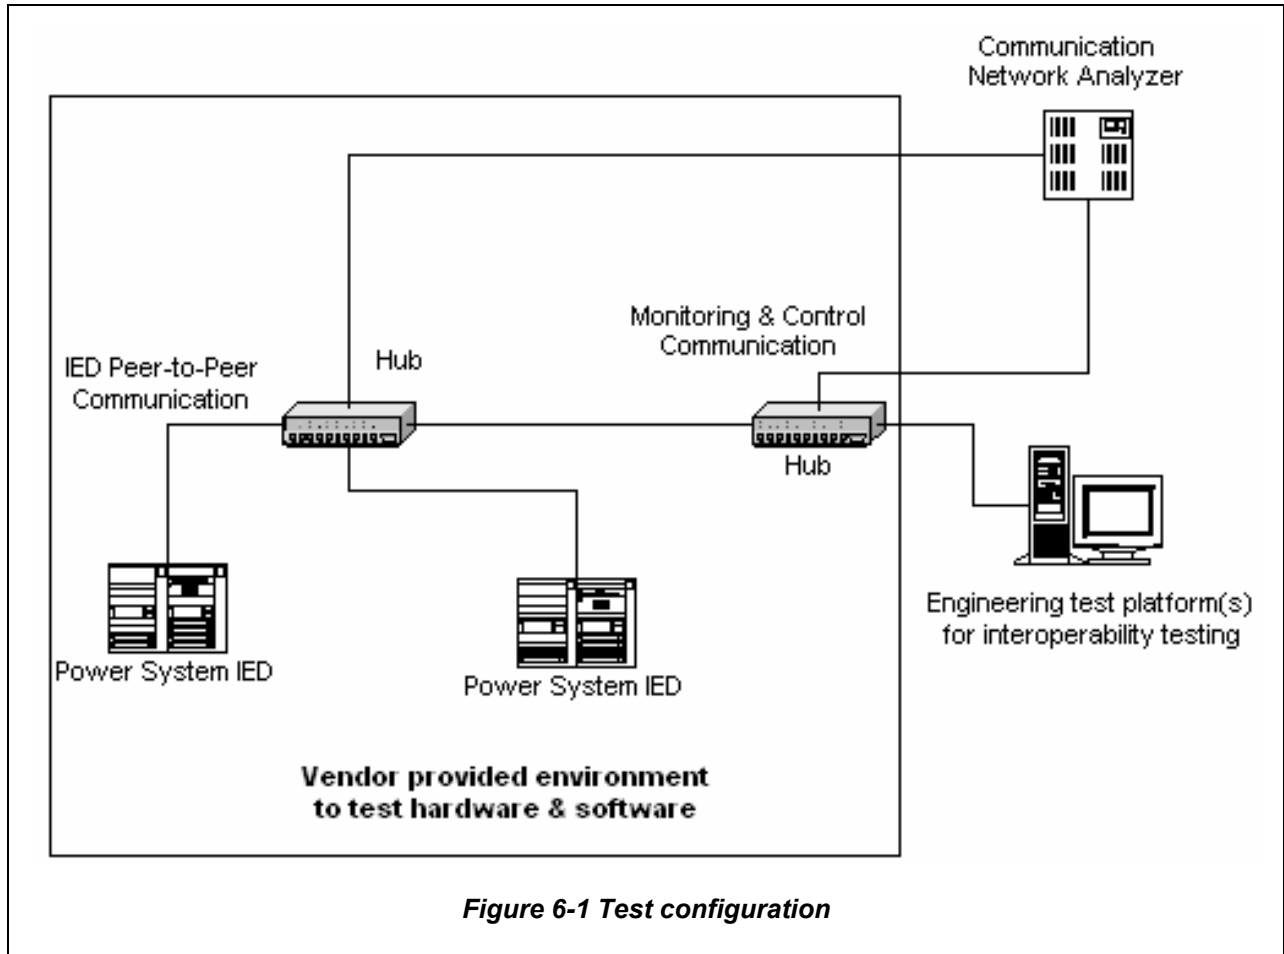 Communication
Network Analyzer
Monitoring & Control
Communication
Hub
IED Peer-to-Peer
Communication
Hub
Engineering test platform(s)
for interoperability testing
Power System IED
Power System IED
Vendor provided environment
to test hardware & software
Figure 6-1 Test configuration